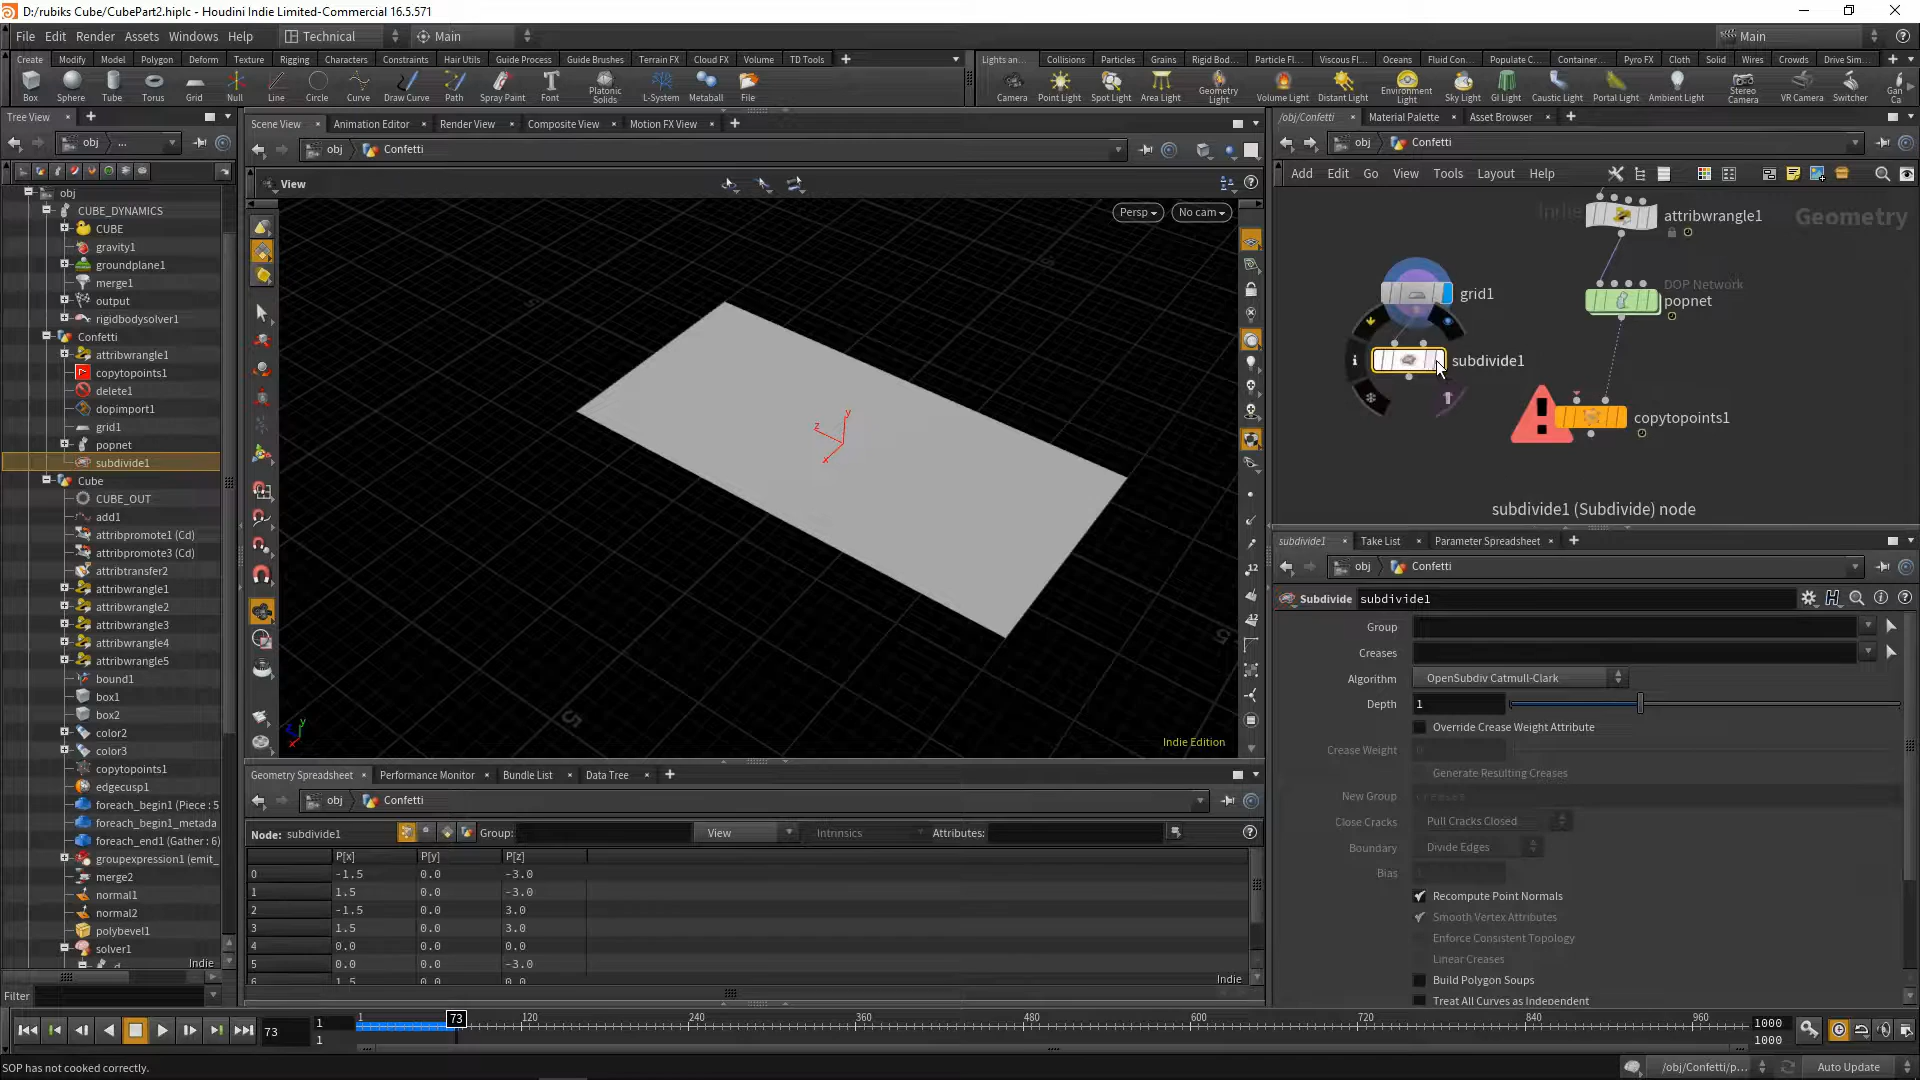 D:/rubiks Cube/CubePart2.hiplc - Houdini Indie Limited-Commercial 16.5.571
File Edit Render Assets Windows Help Technical Main Main
Create Modify Model Polygon Deform Texture Rigging Characters Constraints Hair Utils Guide Process Guide Brushes Terrain FX Cloud FX Volume TD Tools
Lights an... Collisions Particles Grains Rigid Bod... Particle Fl... Viscous Fl... Oceans Fluid Con... Populate C... Container... Pyro FX Cloth Solid Wires Crowds Drive Sim...
Box Sphere Tube Torus Grid Null Line Circle Curve Draw Curve Path Spray Paint Font Platonic Solids L-System Metaball File
Camera Point Light Spot Light Area Light Geometry Light Volume Light Distant Light Environment Light Sky Light GI Light Caustic Light Portal Light Ambient Light Stereo Camera VR Camera Switcher Gan Ca
Tree View
obj ...
obj
CUBE_DYNAMICS
CUBE
gravity1
groundplane1
merge1
output
rigidbodysolver1
Confetti
attribwrangle1
copytopoints1
delete1
dopimport1
grid1
popnet
subdivide1
Cube
CUBE_OUT
add1
attribpromote1 (Cd)
attribpromote3 (Cd)
attribtransfer2
attribwrangle1
attribwrangle2
attribwrangle3
attribwrangle4
attribwrangle5
bound1
box1
box2
color2
color3
copytopoints1
edgecusp1
foreach_begin1 (Piece : 5
foreach_begin1_metada
foreach_end1 (Gather : 6)
groupexpression1 (emit_
merge2
normal1
normal2
polybevel1
solver1
d
Indie
Filter
Scene View Animation Editor Render View Composite View Motion FX View
obj Confetti
View
Persp No cam
y
z
x
5
Indie Edition
Geometry Spreadsheet Performance Monitor Bundle List Data Tree
obj Confetti
Node: subdivide1 Group: View Intrinsics Attributes:
P[x] P[y] P[z]
0 -1.5 0.0 -3.0
1 1.5 0.0 -3.0
2 -1.5 0.0 3.0
3 1.5 0.0 3.0
4 0.0 0.0 0.0
5 0.0 0.0 -3.0
6 1.5 0.0 0.0
Indie
/obj/Confetti Material Palette Asset Browser
obj Confetti
Add Edit Go View Tools Layout Help
Indie Geometry
attribwrangle1
DOP Network
popnet
grid1
subdivide1
copytopoints1
subdivide1 (Subdivide) node
subdivide1 Take List Parameter Spreadsheet
obj Confetti
Subdivide subdivide1
Group
Creases
Algorithm OpenSubdiv Catmull-Clark
Depth 1
Override Crease Weight Attribute
Crease Weight
Generate Resulting Creases
New Group creases
Close Cracks Pull Cracks Closed
Boundary Divide Edges
Bias
Recompute Point Normals
Smooth Vertex Attributes
Enforce Consistent Topology
Linear Creases
Build Polygon Soups
Treat All Curves as Independent
73 1 1 1 73 120 240 360 480 600 720 840 960 1000 1000
SOP has not cooked correctly.
/obj/Confetti/p... Auto Update